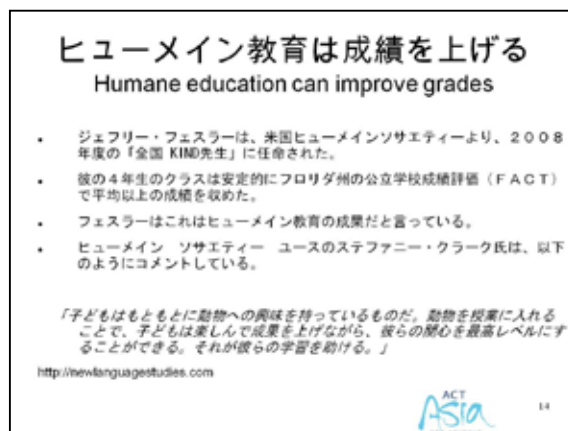 ヒューメイン教育は成績を上げる
Humane education can improve grades
• ジェフリー・フェスラーは、米国ヒューメインソサエティーより、２００８
年度の「全国 KIND先生」に任命された。
• 彼の４年生のクラスは安定的にフロリダ州の公立学校成績評価（ＦＡＣＴ）
で平均以上の成績を収めた。
• フェスラーはこれはヒューメイン教育の成果だと言っている。
• ヒューメイン ソサエティー ユースのステファニー・クラーク氏は、以下
のようにコメントしている。
「子どもはもともとに動物への興味を持っているものだ。動物を授業に入れる
ことで、子どもは楽しんで成果を上げながら、彼らの関心を最高レベルにす
ることができる。それが彼らの学習を助ける。」
http://newlanguagestudies.com
ACT
Asia
14